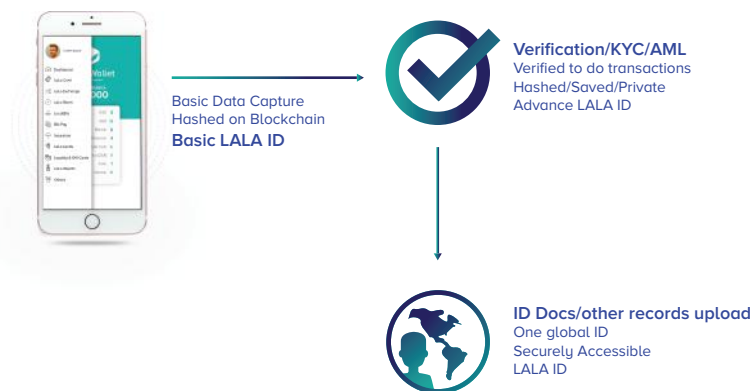 Wallet
Basic Data Capture
Hashed on Blockchain
Basic LALA ID
Verification/KYC/AML
Verified to do transactions
Hashed/Saved/Private
Advance LALA ID
ID Docs/other records upload
One global ID
Securely Accessible
LALA ID